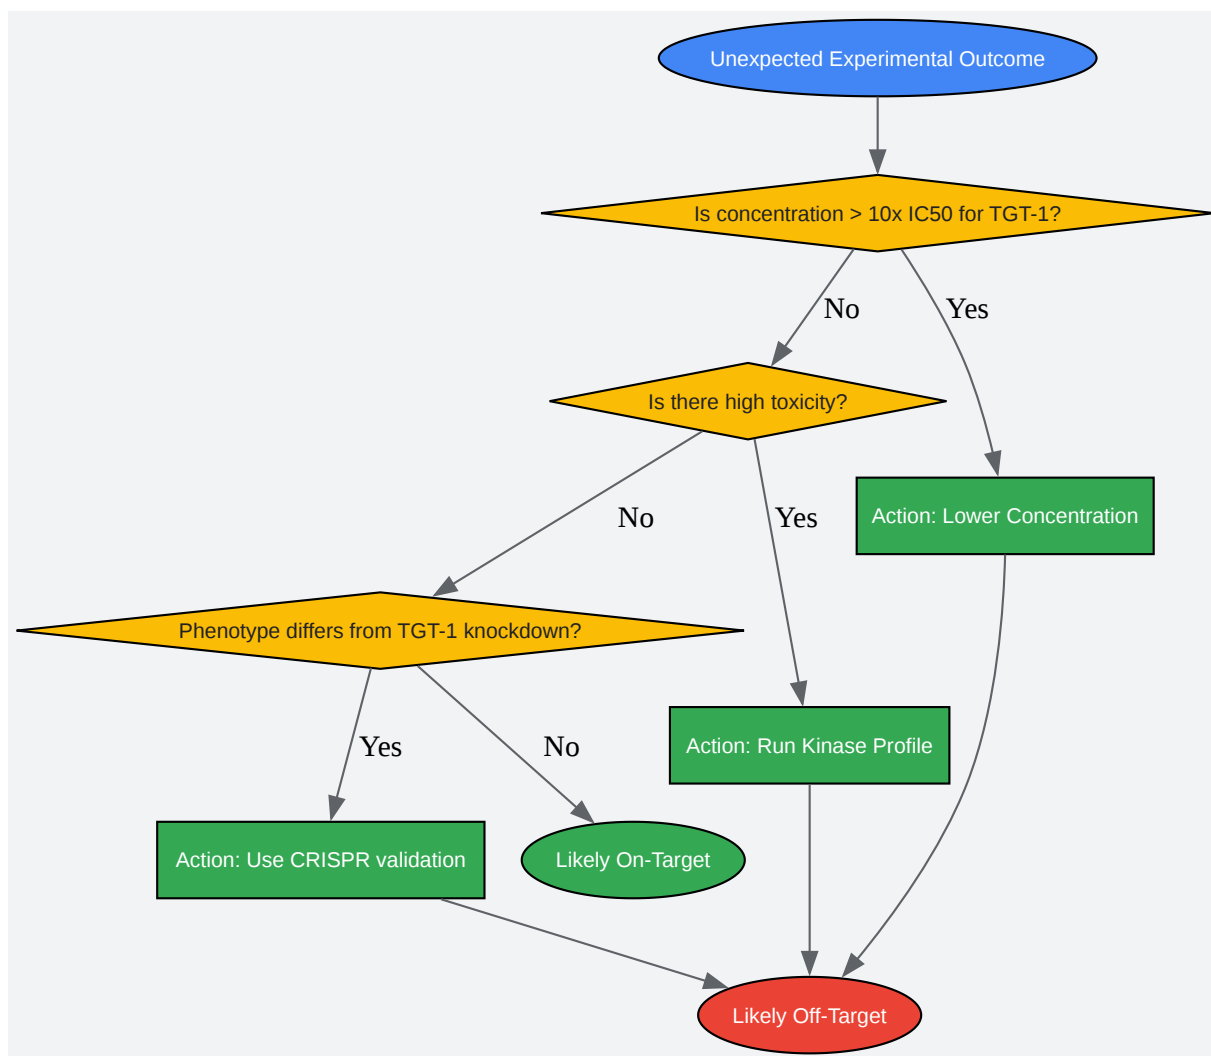 Unexpected Experimental Outcome
Is concentration > 10x IC50 for TGT-1?
No
Yes
Is there high toxicity?
No
Yes
Action: Lower Concentration
Phenotype differs from TGT-1 knockdown?
Yes
No
Action: Run Kinase Profile
Action: Use CRISPR validation
Likely On-Target
Likely Off-Target